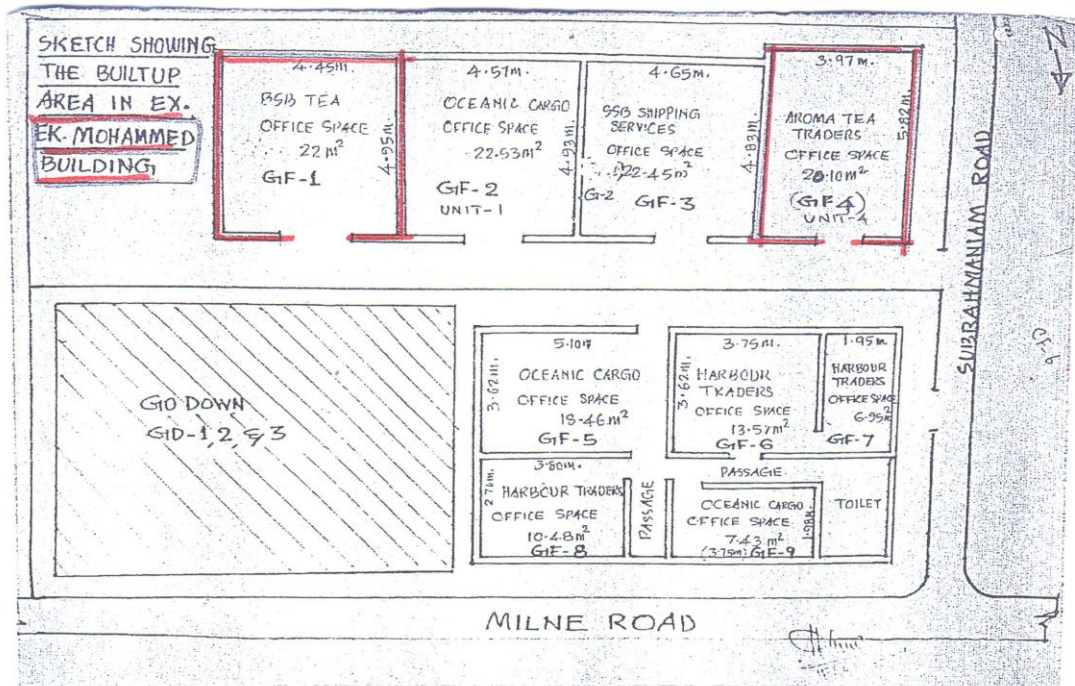 SKETCH SHOWING
THE BUILTUP
AREA IN EX.
EK. MOHAMMED
BUILDING
4.45m.
BSB TEA
OFFICE SPACE
22 m²
GF-1
4.95m.
4.57m.
OCEANIC CARGO
OFFICE SPACE
22.53m²
GF-2
UNIT-1
4.93m.
4.65m.
SSB SHIPPING
SERVICES
OFFICE SPACE
22.45m²
G-2
GF-3
4.83m.
3.97m.
AROMA TEA
TRADERS
OFFICE SPACE
20.10m²
(GF4)
UNIT-4
5.82m.
SUBRAHMANIAM ROAD
N
GO DOWN
GD-1, 2, & 3
5.10
3.62m.
OCEANIC CARGO
OFFICE SPACE
18.46m²
GF-5
3.75m.
3.62m.
HARBOUR
TRADERS
OFFICE SPACE
13.57m²
GF-6
1.95m
HARBOUR
TRADERS
OFFICE SPACE
6.95m²
GF-7
3.80m.
2.76m.
HARBOUR TRADERS
OFFICE SPACE
10.48m²
GF-8
PASSAGE
PASSAGE.
OCEANIC CARGO
OFFICE SPACE
7.43m²
(3.75m) GF-9
1.98m.
TOILET
MILNE ROAD